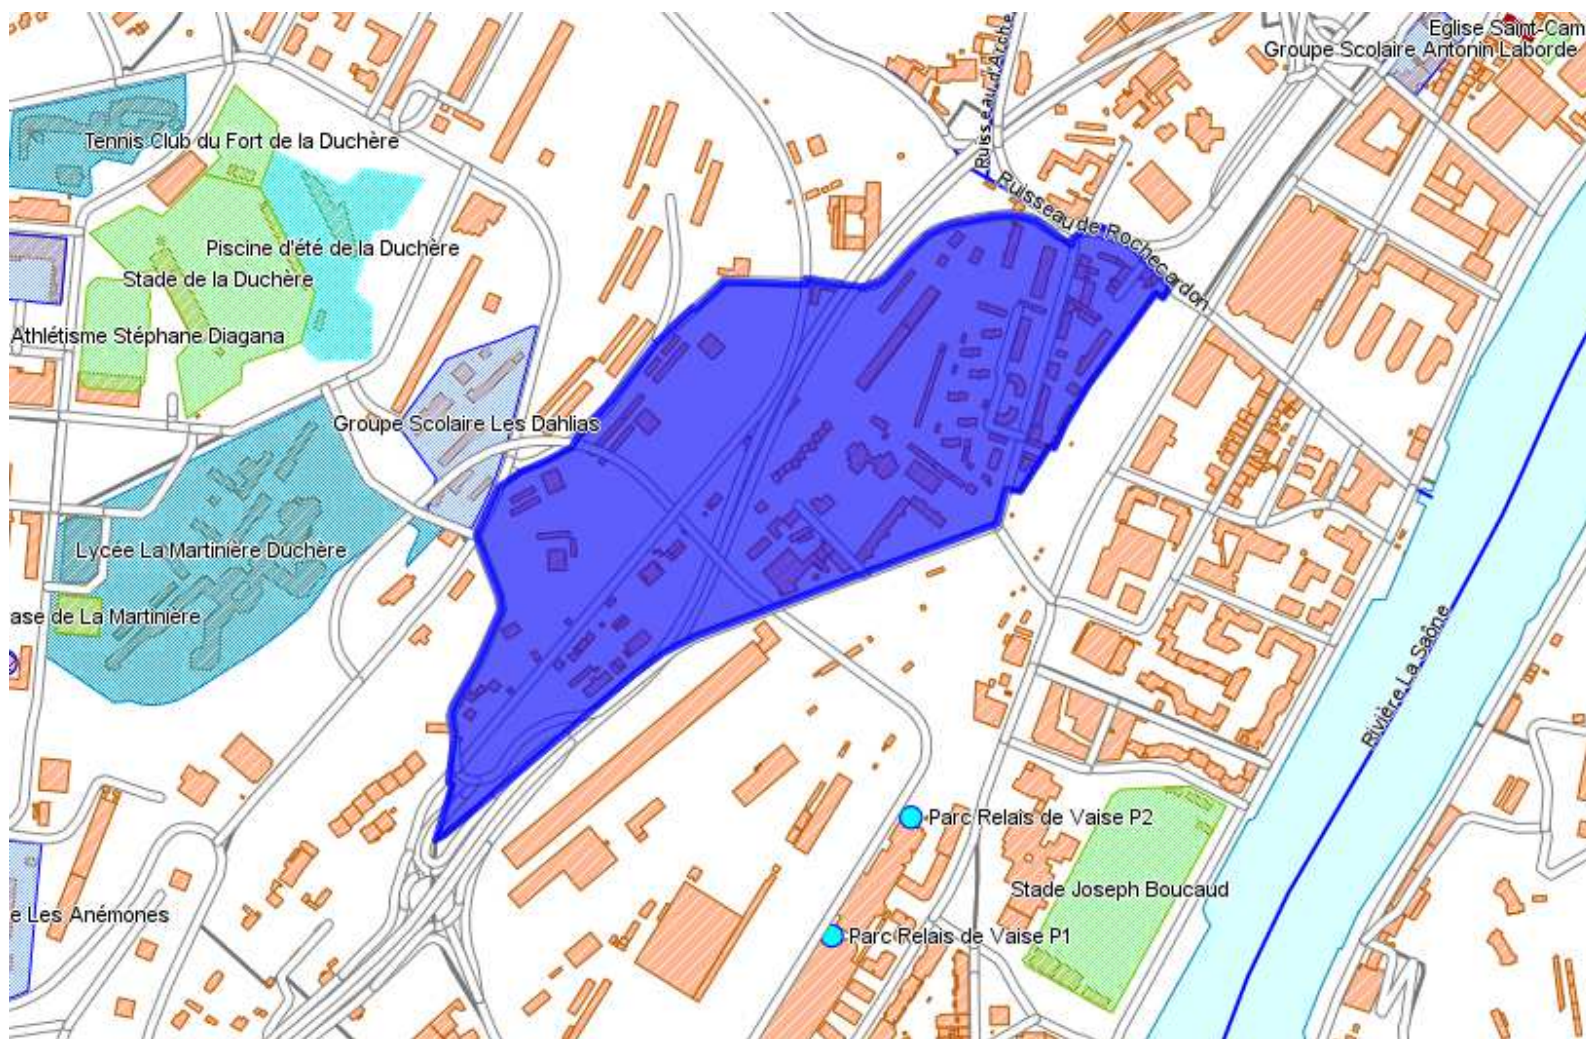 Eglise Saint-Cam
Groupe Scolaire Antonin Laborde
Ruisseau d'Arche
Tennis Club du Fort de la Duchère
Ruisseau de Rochecardon
Piscine d'été de la Duchère
Stade de la Duchère
Athlétisme Stéphane Diagana
Groupe Scolaire Les Dahlias
Lycee La Martinière Duchère
ase de La Martinière
Rivière La Saône
Parc Relais de Vaise P2
Stade Joseph Boucaud
e Les Anémones
Parc Relais de Vaise P1